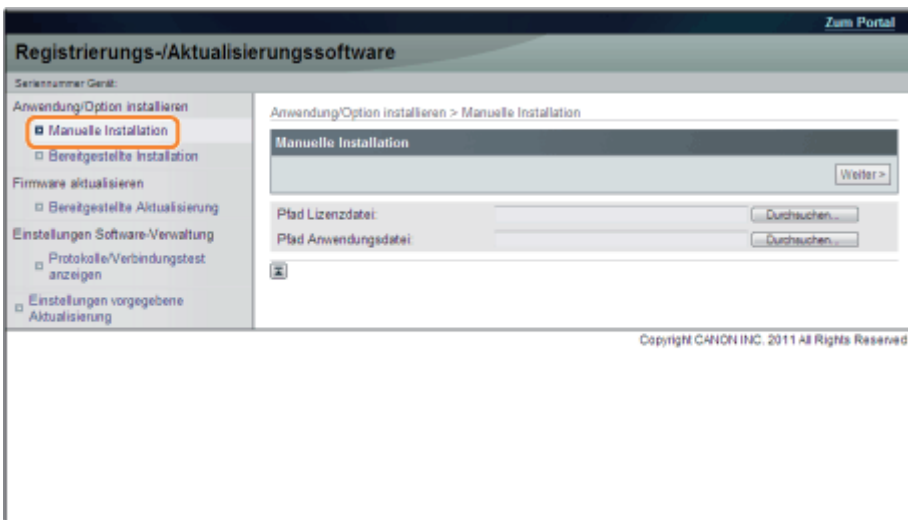 Zum Portal
Registrierungs-/Aktualisierungssoftware
Seriennummer Gerät:
Anwendung/Option installieren
Manuelle Installation
Bereitgestellte Installation
Firmware aktualisieren
Bereitgestellte Aktualisierung
Einstellungen Software-Verwaltung
Protokolle/Verbindungstest
anzeigen
Einstellungen vorgegebene
Aktualisierung
Anwendung/Option installieren > Manuelle Installation
Manuelle Installation
Weiter >
Pfad Lizenzdatei:
Durchsuchen...
Pfad Anwendungsdatei:
Durchsuchen...
Copyright CANON INC. 2011 All Rights Reserved